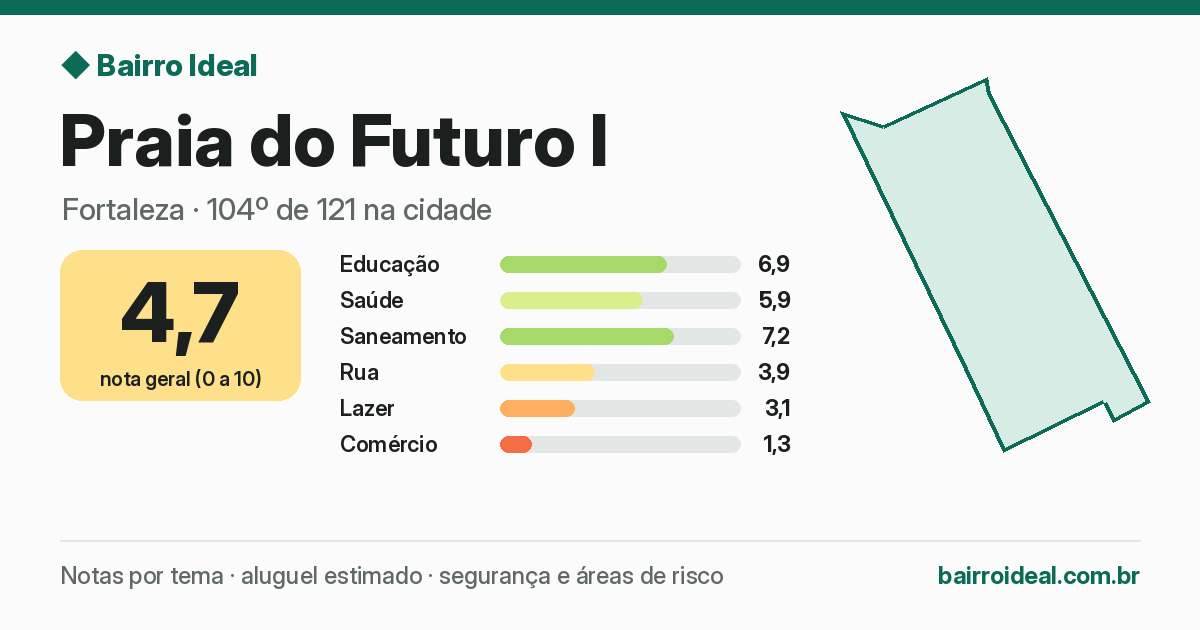 Bairro Ideal
Praia do Futuro I
Fortaleza · 104º de 121 na cidade
4,7
nota geral (0 a 10)
Educação 6,9
Saúde 5,9
Saneamento 7,2
Rua 3,9
Lazer 3,1
Comércio 1,3
Notas por tema · aluguel estimado · segurança e áreas de risco
bairroideal.com.br